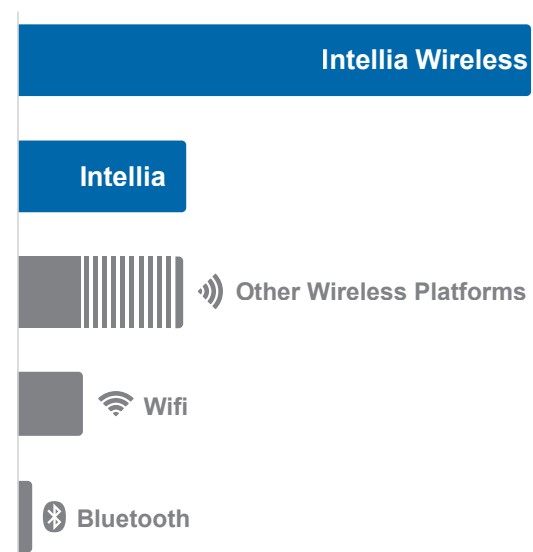 Intellia Wireless
Intellia
Other Wireless Platforms
Wifi
Bluetooth